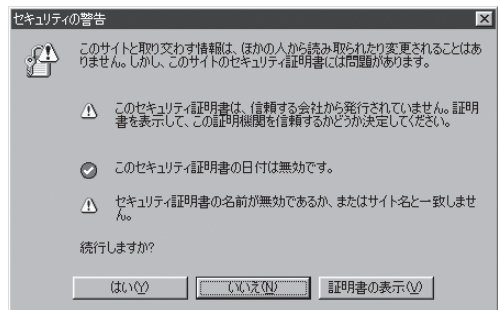 セキュリティの警告
このサイトと取り交わす情報は、ほかの人から読み取られたり変更されることはあ
りません。しかし、このサイトのセキュリティ証明書には問題があります。
このセキュリティ証明書は、信頼する会社から発行されていません。証明
書を表示して、この証明機関を信頼するかどうか決定してください。
このセキュリティ証明書の日付は無効です。
セキュリティ証明書の名前が無効であるか、またはサイト名と一致しませ
ん。
続行しますか?
はい(Y) いいえ(N) 証明書の表示(V)